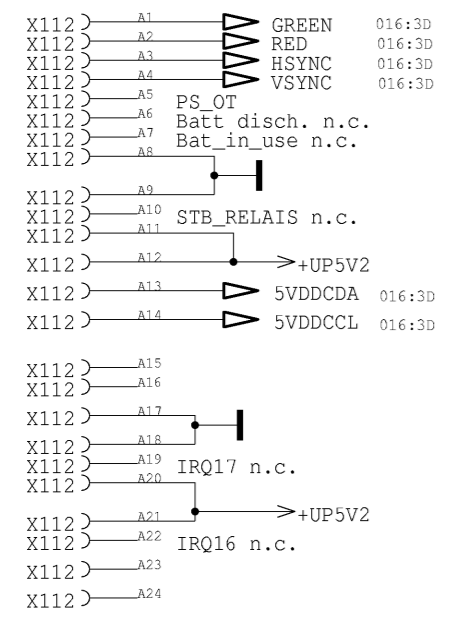 X112 A1 GREEN 016:3D
X112 A2 RED 016:3D
X112 A3 HSYNC 016:3D
X112 A4 VSYNC 016:3D
X112 A5 PS_OT
X112 A6 Batt disch. n.c.
X112 A7 Bat_in_use n.c.
X112 A8
X112 A9
X112 A10 STB_RELAIS n.c.
X112 A11
X112 A12 +UP5V2
X112 A13 5VDDCDA 016:3D
X112 A14 5VDDCCL 016:3D
X112 A15
X112 A16
X112 A17
X112 A18
X112 A19 IRQ17 n.c.
X112 A20
X112 A21 +UP5V2
X112 A22 IRQ16 n.c.
X112 A23
X112 A24